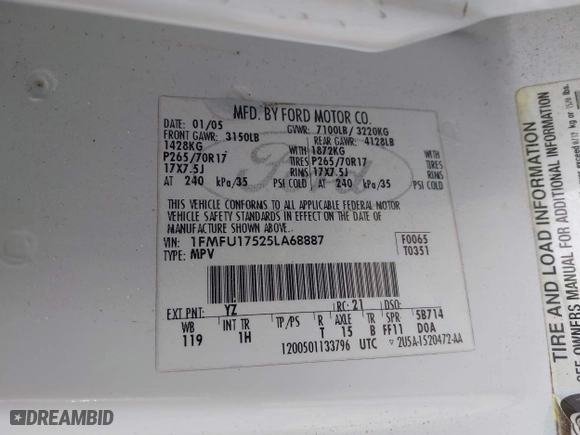 MFD. BY FORD MOTOR CO.
DATE: 01/05 GVWR: 7100LB / 3220KG
FRONT GAWR: 3150LB REAR GAWR: 4128LB
1428KG 1872KG
P265/70R17 TIRES P265/70R17 TIRES
17X7.5J RIMS 17X7.5J RIMS
AT 240 kPa/35 PSI COLD AT 240 kPa/35 PSI COLD
THIS VEHICLE CONFORMS TO ALL APPLICABLE FEDERAL MOTOR
VEHICLE SAFETY STANDARDS IN EFFECT ON THE DATE OF
MANUFACTURE SHOWN ABOVE.
VIN: 1FMFU17525LA68887 F0065
TYPE: MPV T0351
EXT PNT: YZ RC: 21 DSO:
WB INT TR TP/PS R AXLE TR SPR 5B714
119 1H T 15 B FF11 DOA
1200501133796 UTC ▽ 2U5A-1520472-AA
Ford
TIRE AND LOAD INFORMATION
SEE OWNERS MANUAL FOR ADDITIONAL INFORMATION
DREAMBID